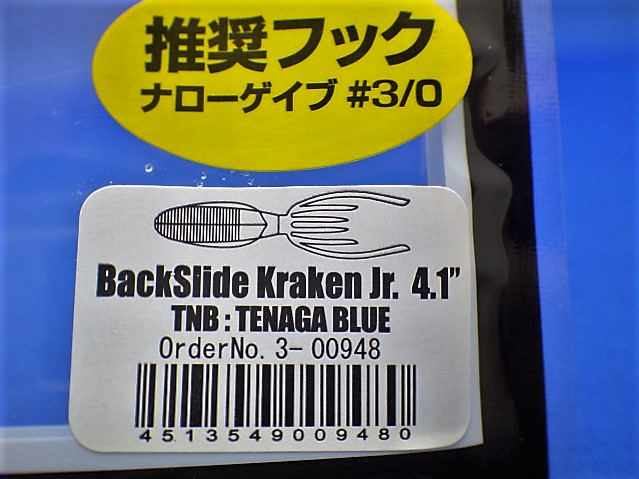 推奨フック
ナローゲイブ #3/0
BackSlide Kraken Jr. 4.1”
TNB : TENAGA BLUE
OrderNo. 3- 00948
4513549009480